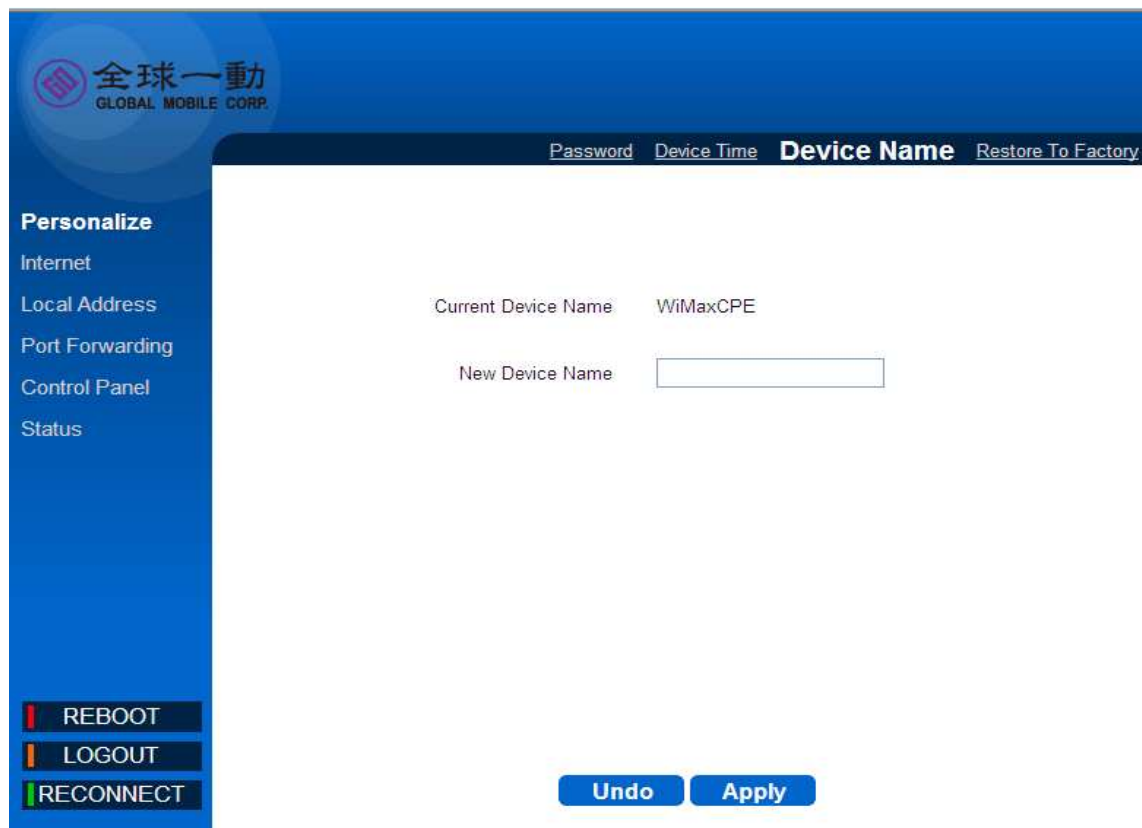 全球一動
GLOBAL MOBILE CORP.
Password Device Time Device Name Restore To Factory
Personalize
Internet
Local Address
Port Forwarding
Control Panel
Status
Current Device Name WiMaxCPE
New Device Name
REBOOT
LOGOUT
RECONNECT
Undo Apply